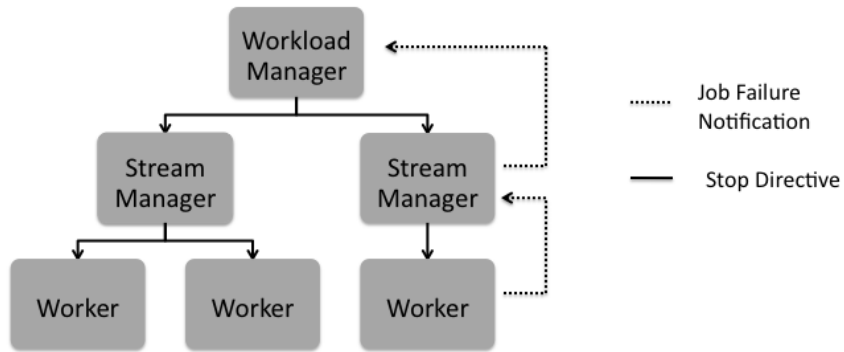 Workload
Manager
Job Failure
Notification
Stream
Manager
Stream
Manager
Stop Directive
Worker
Worker
Worker